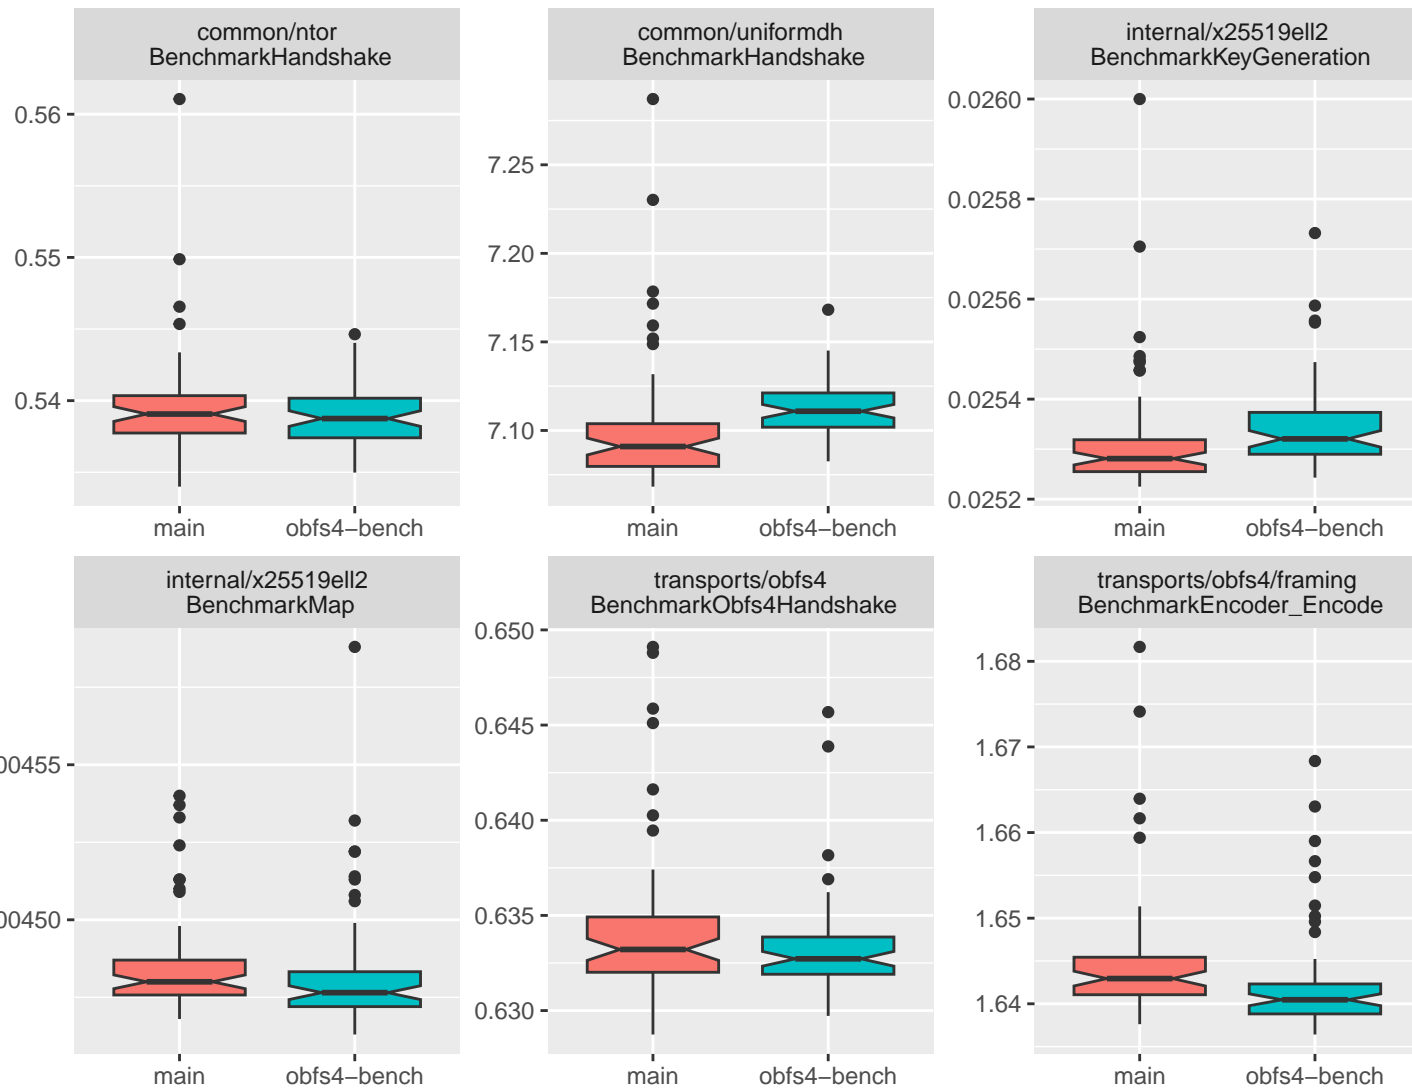 common/ntor
BenchmarkHandshake
0.56
0.55
0.54
main obfs4−bench
common/uniformdh
BenchmarkHandshake
7.25
7.20
7.15
7.10
main obfs4−bench
internal/x25519ell2
BenchmarkKeyGeneration
0.0260
0.0258
0.0256
0.0254
0.0252
main obfs4−bench
internal/x25519ell2
BenchmarkMap
00455
00450
main obfs4−bench
transports/obfs4
BenchmarkObfs4Handshake
0.650
0.645
0.640
0.635
0.630
main obfs4−bench
transports/obfs4/framing
BenchmarkEncoder_Encode
1.68
1.67
1.66
1.65
1.64
main obfs4−bench